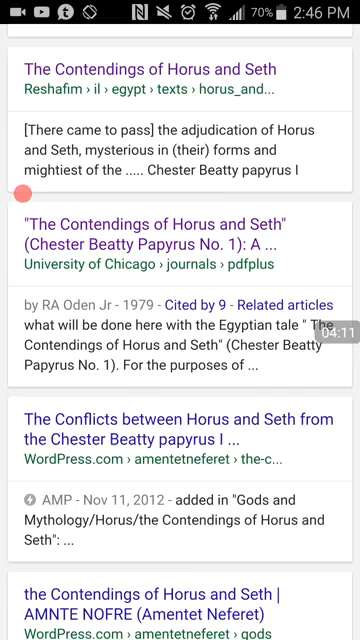 70% 2:46 PM
The Contendings of Horus and Seth
Reshafim › il › egypt › texts › horus_and...
[There came to pass] the adjudication of Horus
and Seth, mysterious in (their) forms and
mightiest of the ..... Chester Beatty papyrus I
"The Contendings of Horus and Seth"
(Chester Beatty Papyrus No. 1): A ...
University of Chicago › journals › pdfplus
by RA Oden Jr - 1979 - Cited by 9 - Related articles
what will be done here with the Egyptian tale " The
04:11
Contendings of Horus and Seth" (Chester Beatty
Papyrus No. 1). For the purposes of ...
The Conflicts between Horus and Seth from
the Chester Beatty papyrus I ...
WordPress.com › amentetneferet › the-c...
AMP - Nov 11, 2012 - added in "Gods and
Mythology/Horus/the Contendings of Horus and
Seth": ...
the Contendings of Horus and Seth |
AMNTE NOFRE (Amentet Neferet)
WordPress.com › amentetneferet › gods